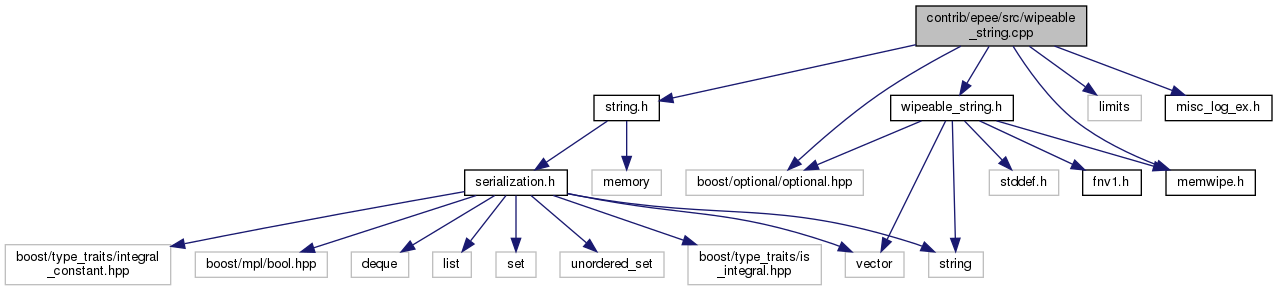 contrib/epee/src/wipeable
_string.cpp
string.h
wipeable_string.h
limits
misc_log_ex.h
serialization.h
memory
boost/optional/optional.hpp
stddef.h
fnv1.h
memwipe.h
boost/type_traits/integral
_constant.hpp
boost/mpl/bool.hpp
deque
list
set
unordered_set
boost/type_traits/is
_integral.hpp
vector
string